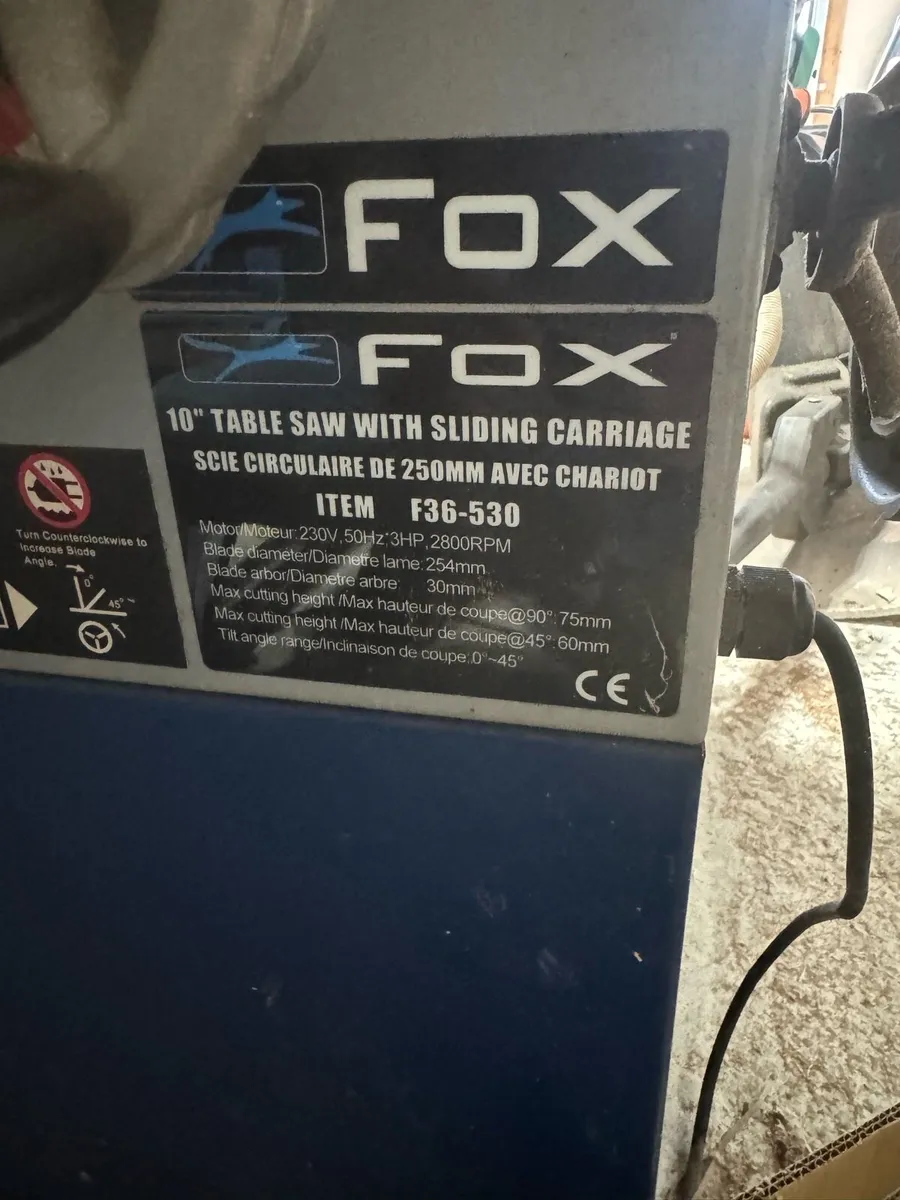 FOX
FOX
10" TABLE SAW WITH SLIDING CARRIAGE
SCIE CIRCULAIRE DE 250MM AVEC CHARIOT
ITEM F36-530
Motor/Moteur:230V,50Hz;3HP,2800RPM
Blade diameter/Diametre lame:254mm
Blade arbor/Diametre arbre: 30mm
Max cutting height /Max hauteur de coupe@90°:75mm
Max cutting height /Max hauteur de coupe@45°:60mm
Tilt angle range/Inclinaison de coupe:0°~45°
CE
Turn Counterclockwise to
Increase Blade
Angle.
0°
45°